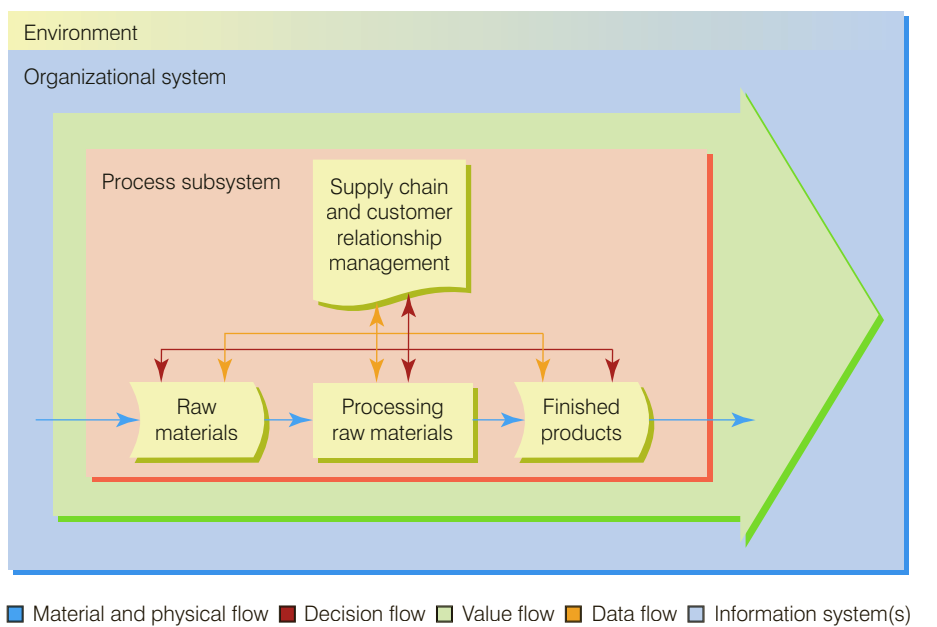 Environment
Organizational system
Process subsystem
Supply chain
and customer
relationship
management
Raw
materials
Processing
raw materials
Finished
products
Material and physical flow Decision flow Value flow Data flow Information system(s)